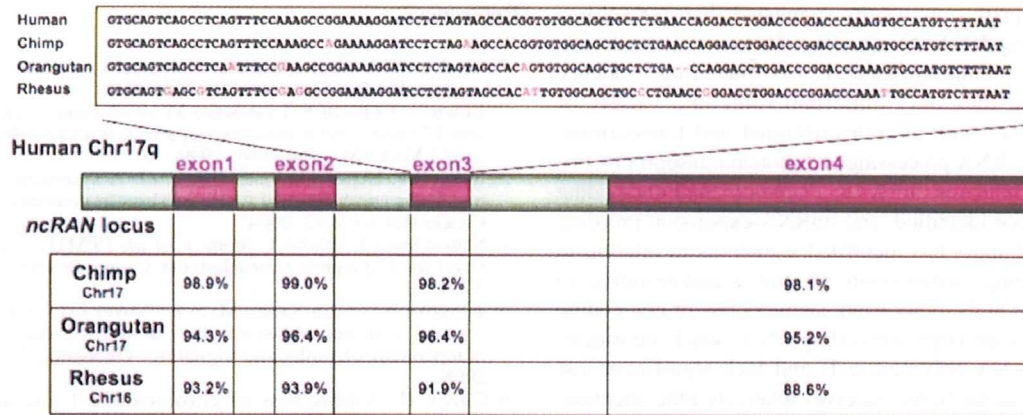 Human GTGCAGTCAGCCTCAGTTTCCAAAGCCGGAAAAGGATCCTCTAGTAGCCACGGTGTGGCAGCTGCTCTGAACCAGGACCTGGACCCGGACCCAAAGTGCCATGTCTTTAAT
Chimp GTGCAGTCAGCCTCAGTTTCCAAAGCCAGAAAAGGATCCTCTAGAAGCCACGGTGTGGCAGCTGCTCTGAACCAGGACCTGGACCCGGACCCAAAGTGCCATGTCTTTAAT
Orangutan GTGCAGTCAGCCTCAATTTCCGAAGCCGGAAAAGGATCCTCTAGTAGCCACAGTGTGGCAGCTGCTCTGA--CCAGGACCTGGACCCGGACCCAAAGTGCCATGTCTTTAAT
Rhesus GTGCAGTGAGCGTCAGTTTCCGAGGCCGGAAAAGGATCCTCTAGTAGCCACATTGTGGCAGCTGCCCTGAACCGGGACCTGGACCCGGACCCAAATTGCCATGTCTTTAAT
Human Chr17q
exon1 exon2 exon3 exon4
ncRAN locus
Chimp 98.9% 99.0% 98.2% 98.1%
Chr17
Orangutan 94.3% 96.4% 96.4% 95.2%
Chr17
Rhesus 93.2% 93.9% 91.9% 88.6%
Chr16